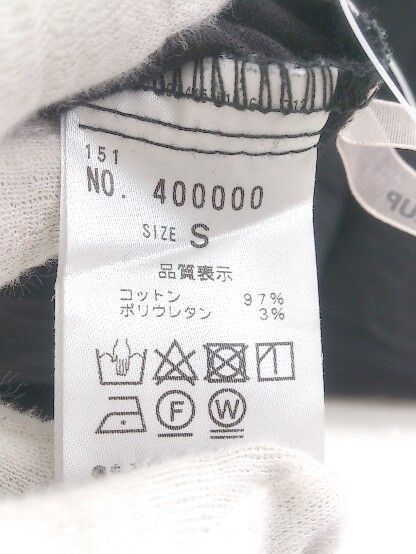 151
NO. 400000
SIZE S
品質表示
コットン 97%
ポリウレタン 3%
F W
UP